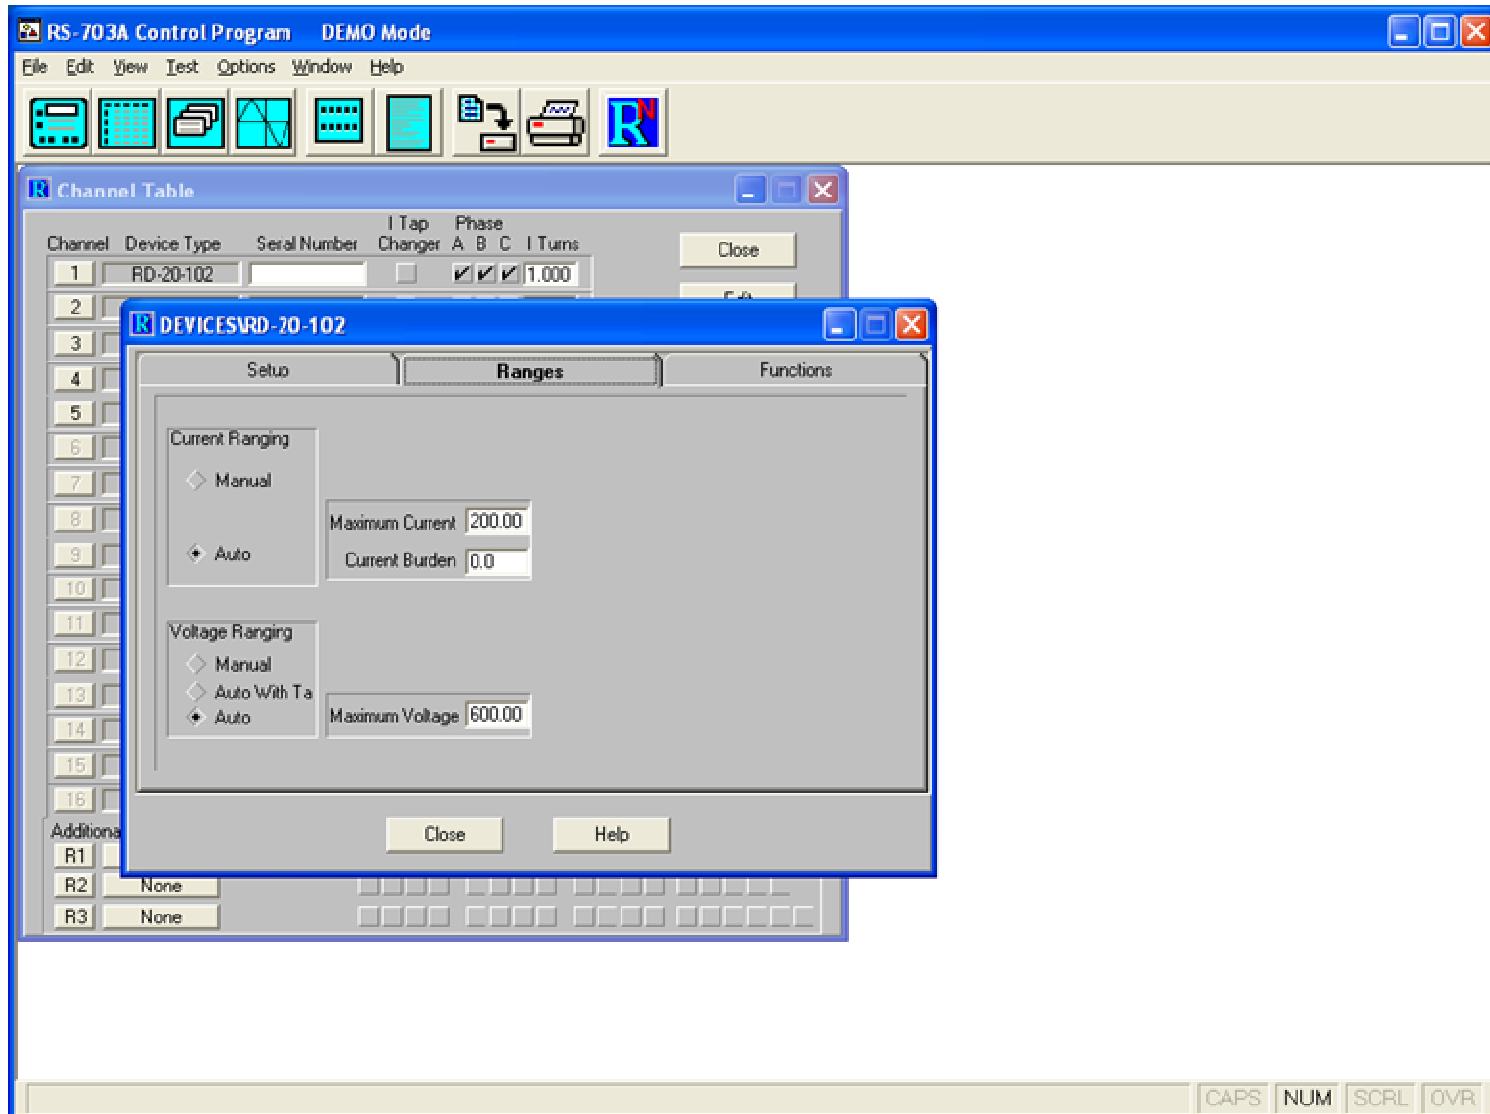 RS-703A Control Program DEMO Mode
File Edit View Test Options Window Help
R N
R Channel Table
I Tap Phase
Channel Device Type Seral Number Changer A B C I Turns
Close
1 RD-20-102 1.000
2
R DEVICES\RD-20-102
3
Setup Ranges Functions
4
5
Current Ranging
6
7
Manual
8
Maximum Current 200.00
9
Auto
Current Burden 0.0
10
11
Voltage Ranging
12
Manual
13
Auto With Ta
Auto
Maximum Voltage 600.00
14
15
16
Additiona
Close Help
R1
R2 None
R3 None
CAPS NUM SCRL OVR